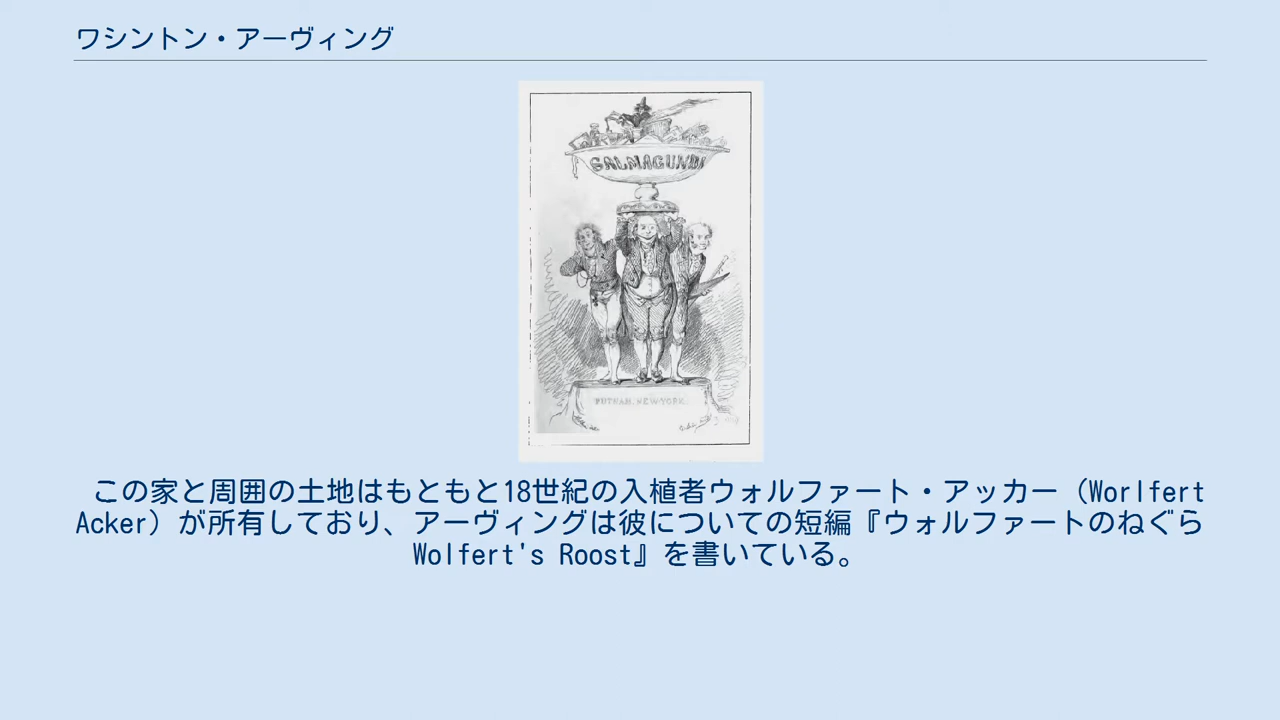 ワシントン・アーヴィング
SALMAGUNDI
PUTNAM, NEW-YORK.
この家と周囲の土地はもともと18世紀の入植者ウォルファート・アッカー（Worlfert
Acker）が所有しており、アーヴィングは彼についての短編『ウォルファートのねぐら
Wolfert's Roost』を書いている。